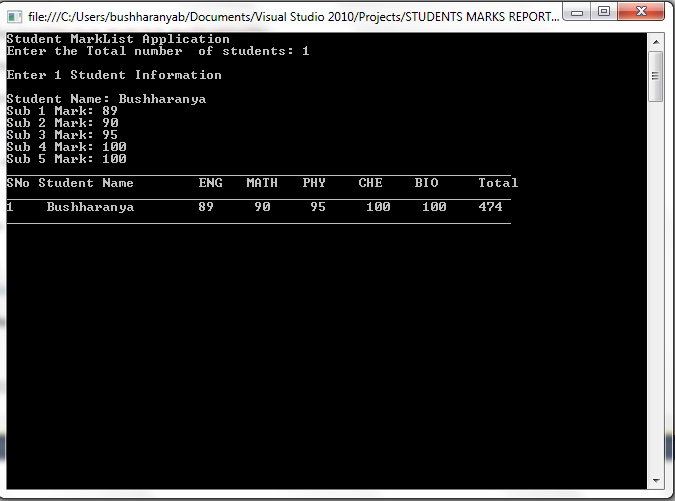 file:///C:/Users/bushharanyab/Documents/Visual Studio 2010/Projects/STUDENTS MARKS REPORT...
Student MarkList Application
Enter the Total number  of students: 1
Enter 1 Student Information
Student Name: Bushharanya
Sub 1 Mark: 89
Sub 2 Mark: 90
Sub 3 Mark: 95
Sub 4 Mark: 100
Sub 5 Mark: 100
SNo Student Name        ENG   MATH   PHY    CHE    BIO     Total
1    Bushharanya        89     90     95     100    100    474